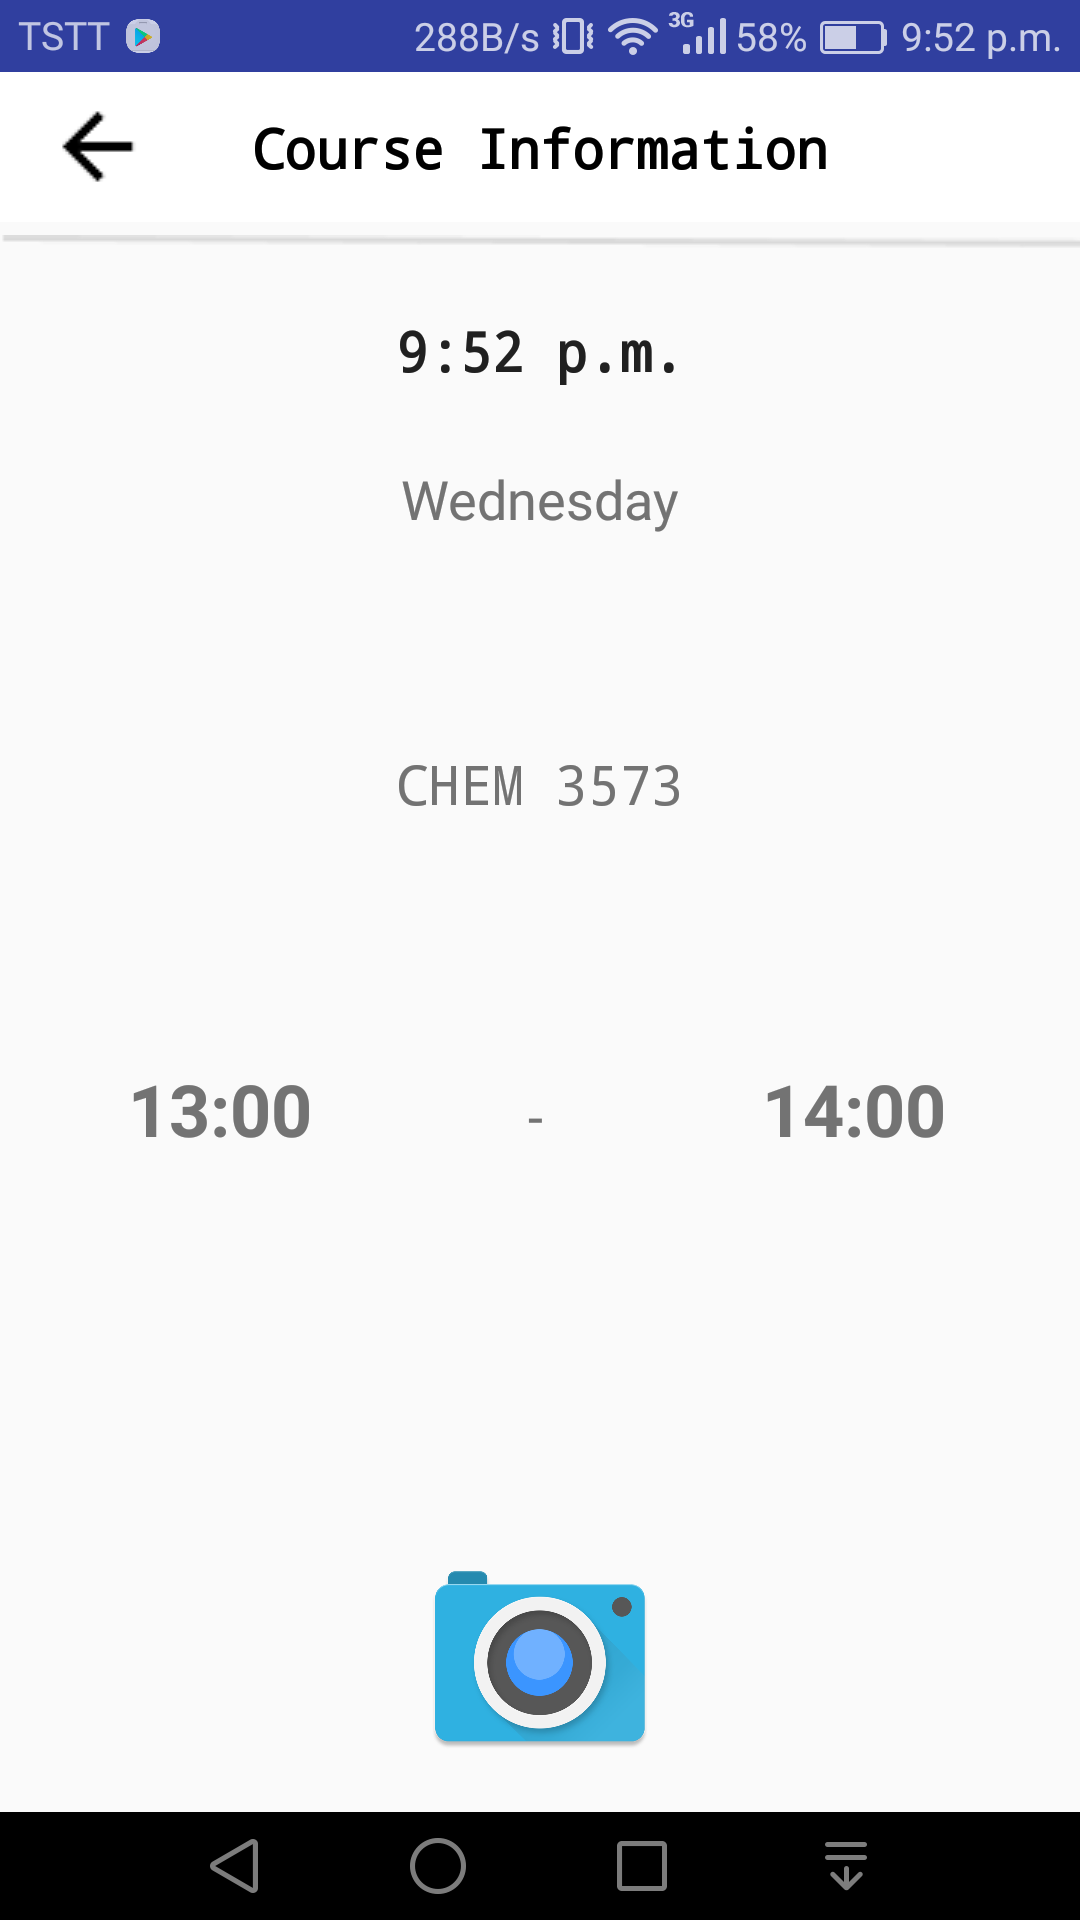 TSTT 288B/s 3G 58% 9:52 p.m.
Course Information
9:52 p.m.
Wednesday
CHEM 3573
13:00 - 14:00